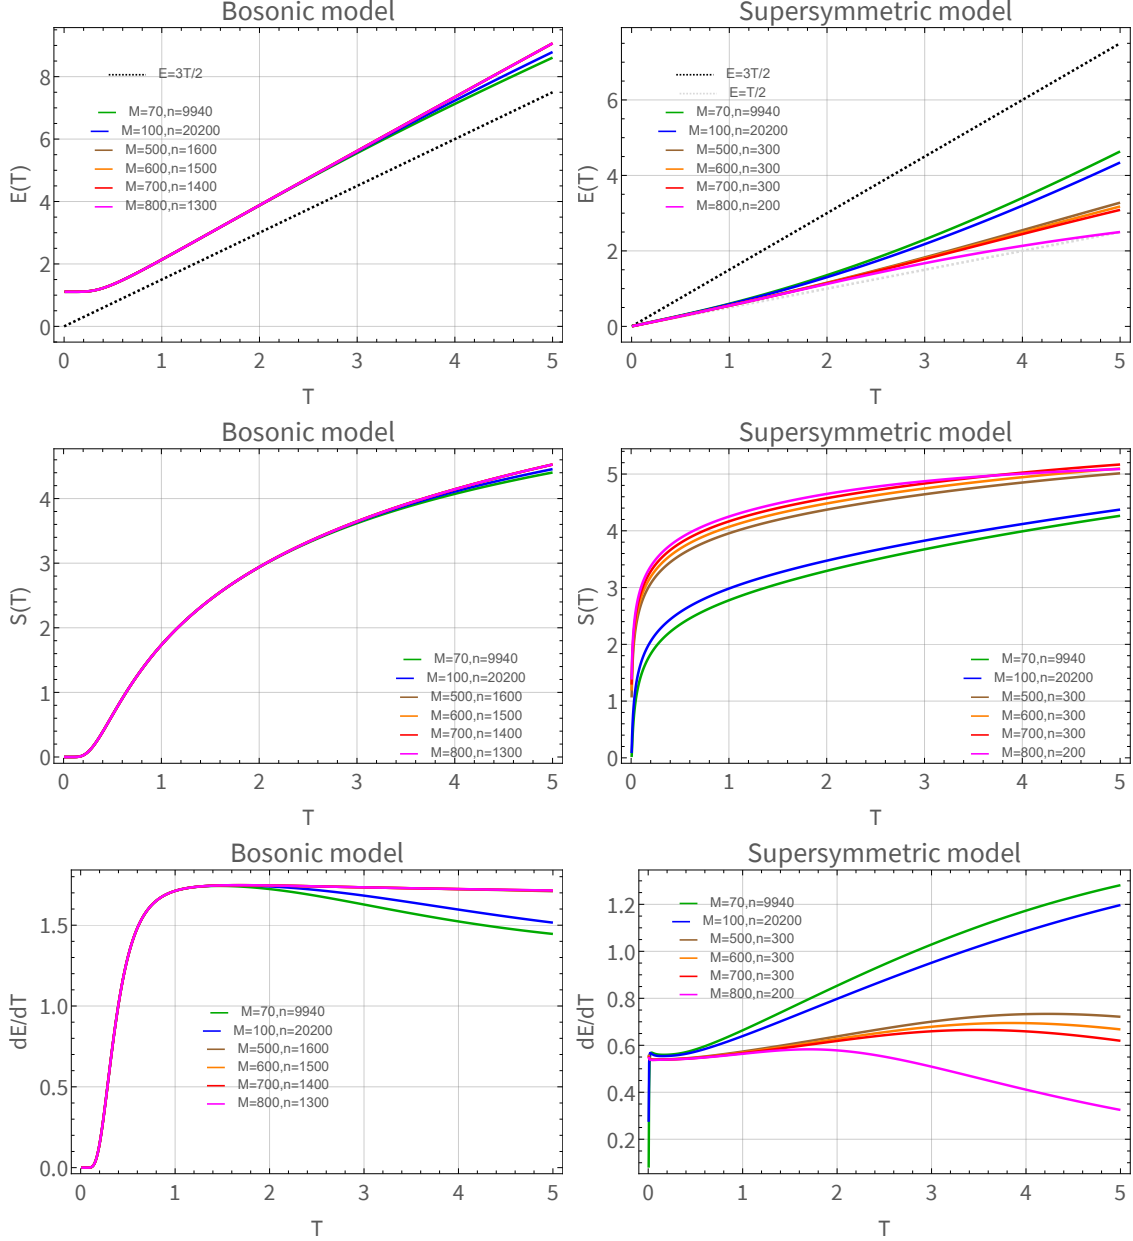 Bosonic model
E(T)
8
6
4
2
0
E=3T/2
M=70,n=9940
M=100,n=20200
M=500,n=1600
M=600,n=1500
M=700,n=1400
M=800,n=1300
0 1 2 3 4 5
T
Supersymmetric model
E(T)
6
4
2
0
E=3T/2
E=T/2
M=70,n=9940
M=100,n=20200
M=500,n=300
M=600,n=300
M=700,n=300
M=800,n=200
0 1 2 3 4 5
T
Bosonic model
S(T)
4
3
2
1
0
M=70,n=9940
M=100,n=20200
M=500,n=1600
M=600,n=1500
M=700,n=1400
M=800,n=1300
0 1 2 3 4 5
T
Supersymmetric model
S(T)
5
4
3
2
1
0
M=70,n=9940
M=100,n=20200
M=500,n=300
M=600,n=300
M=700,n=300
M=800,n=200
0 1 2 3 4 5
T
Bosonic model
dE/dT
1.5
1.0
0.5
0.0
M=70,n=9940
M=100,n=20200
M=500,n=1600
M=600,n=1500
M=700,n=1400
M=800,n=1300
0 1 2 3 4 5
T
Supersymmetric model
dE/dT
1.2
1.0
0.8
0.6
0.4
0.2
M=70,n=9940
M=100,n=20200
M=500,n=300
M=600,n=300
M=700,n=300
M=800,n=200
0 1 2 3 4 5
T